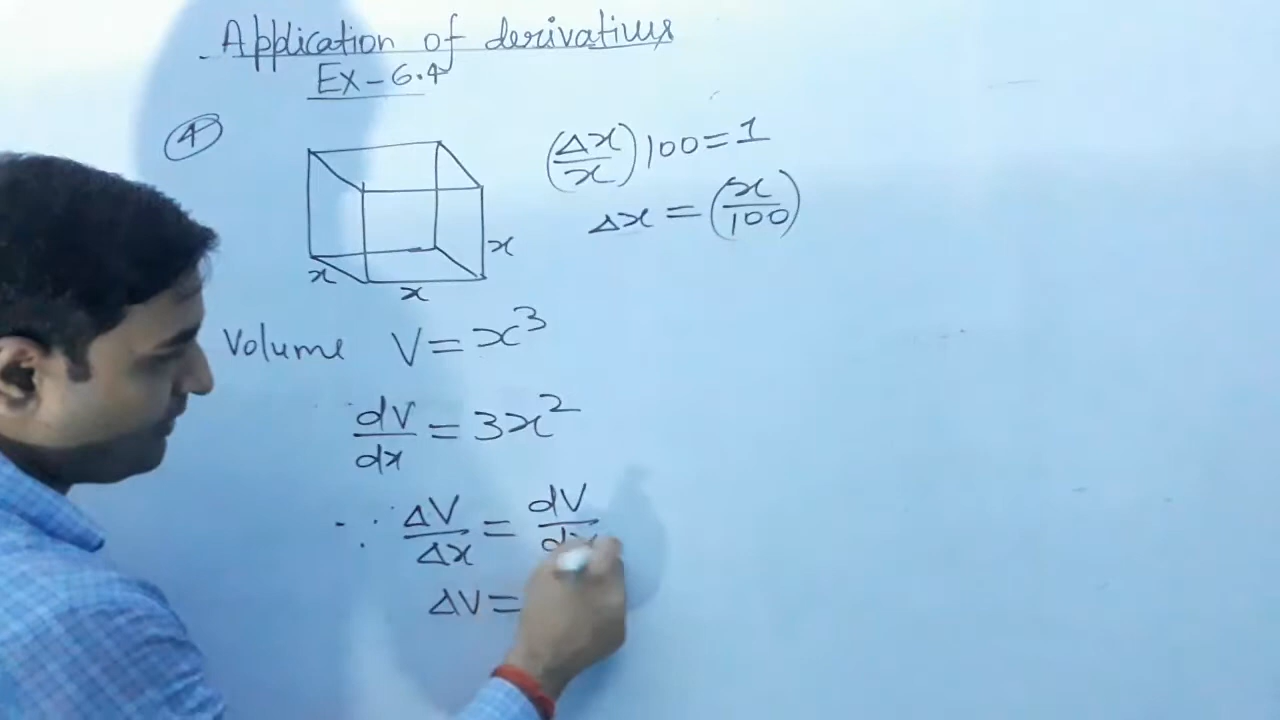 Application of derivatives
Ex - 6.4
4
(Δx/x) 100 = 1
Δx = (x/100)
x
x
x
Volume V = x³
dV/dx = 3x²
∵ ΔV/Δx = dV/dx
ΔV =